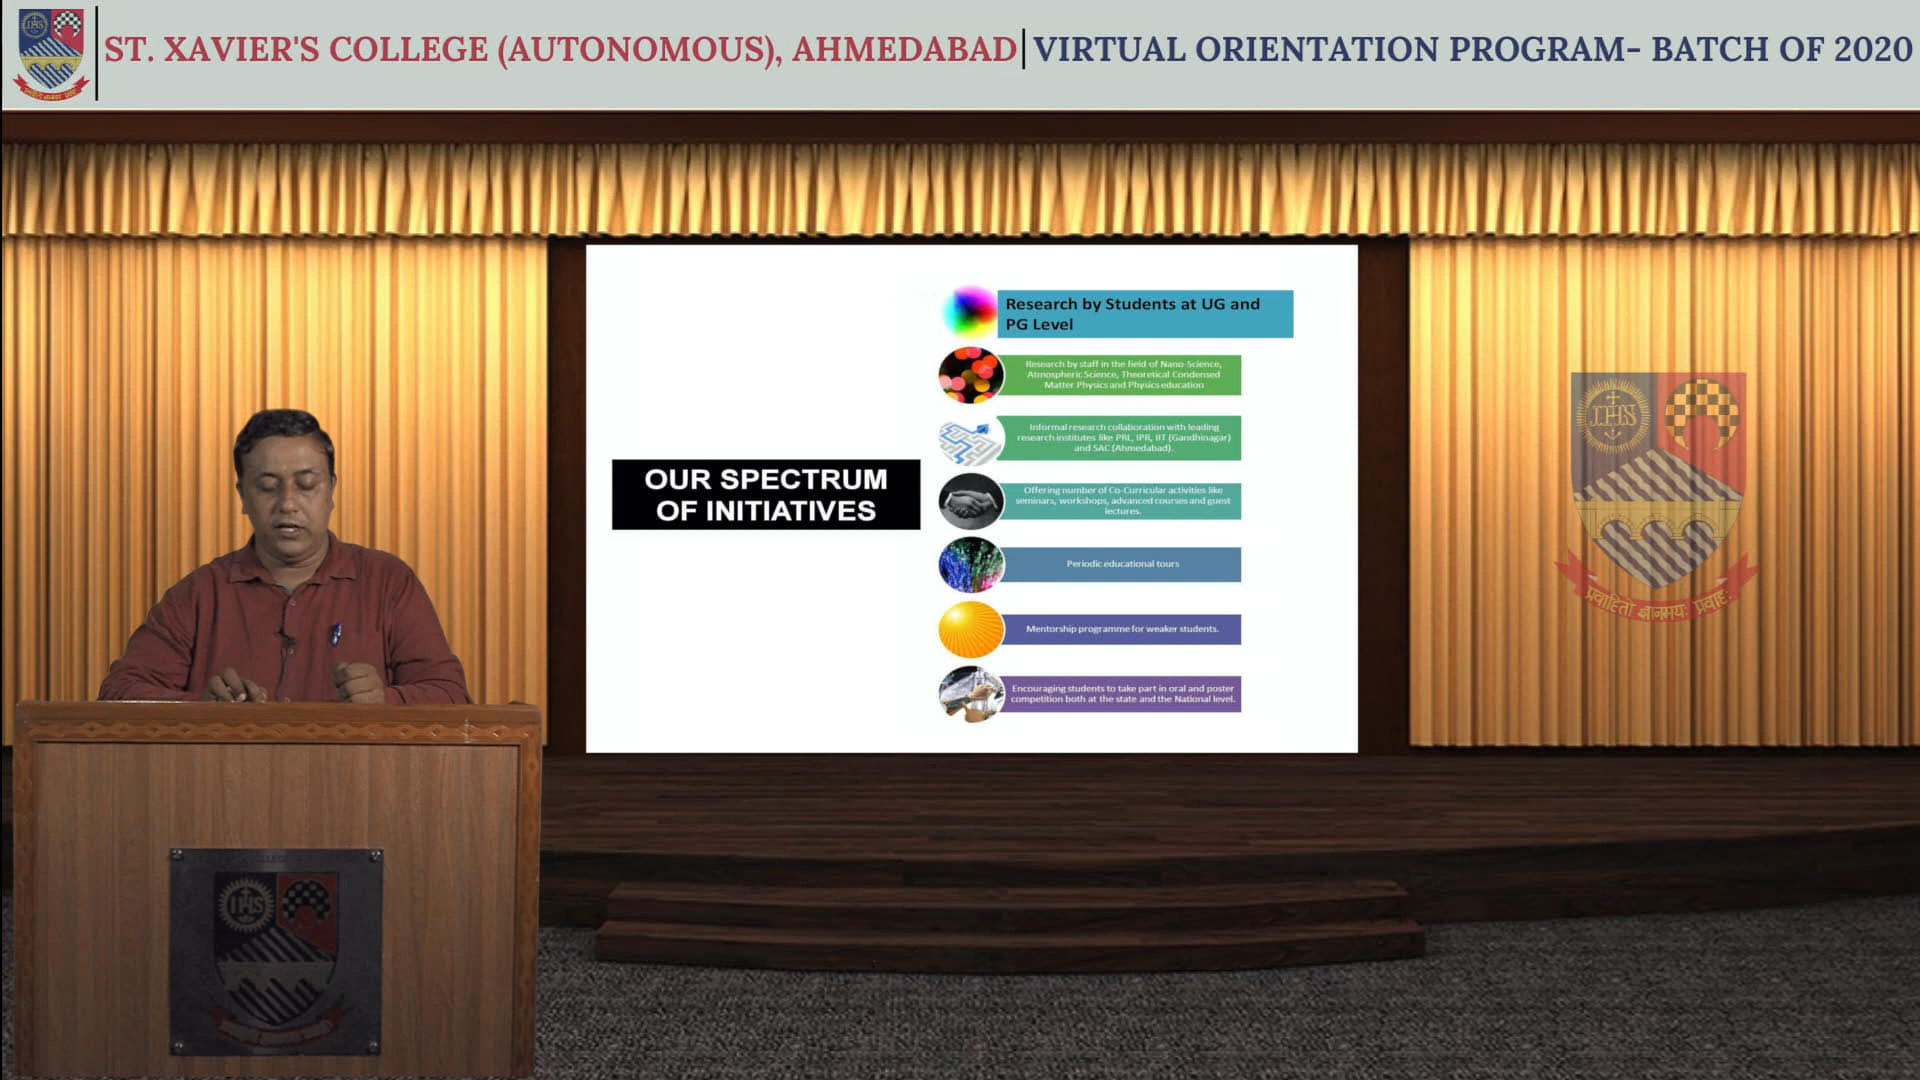 ST. XAVIER'S COLLEGE (AUTONOMOUS), AHMEDABAD
VIRTUAL ORIENTATION PROGRAM- BATCH OF 2020
OUR SPECTRUM
OF INITIATIVES
Research by Students at UG and
PG Level
Research by staff in the field of Nano-Science,
Atmospheric Science, Theoretical Condensed
Matter Physics and Physics education
Informal research collaboration with leading
research institutes like PRL, IPR, IIT (Gandhinagar)
and SAC (Ahmedabad).
Offering number of Co-Curricular activities like
seminars, workshops, advanced courses and guest
lectures.
Periodic educational tours
Mentorship programme for weaker students.
Encouraging students to take part in oral and poster
competition both at the state and the National level.
IHS
प्रवाहितो ज्ञानमयः प्रवाहः
IHS